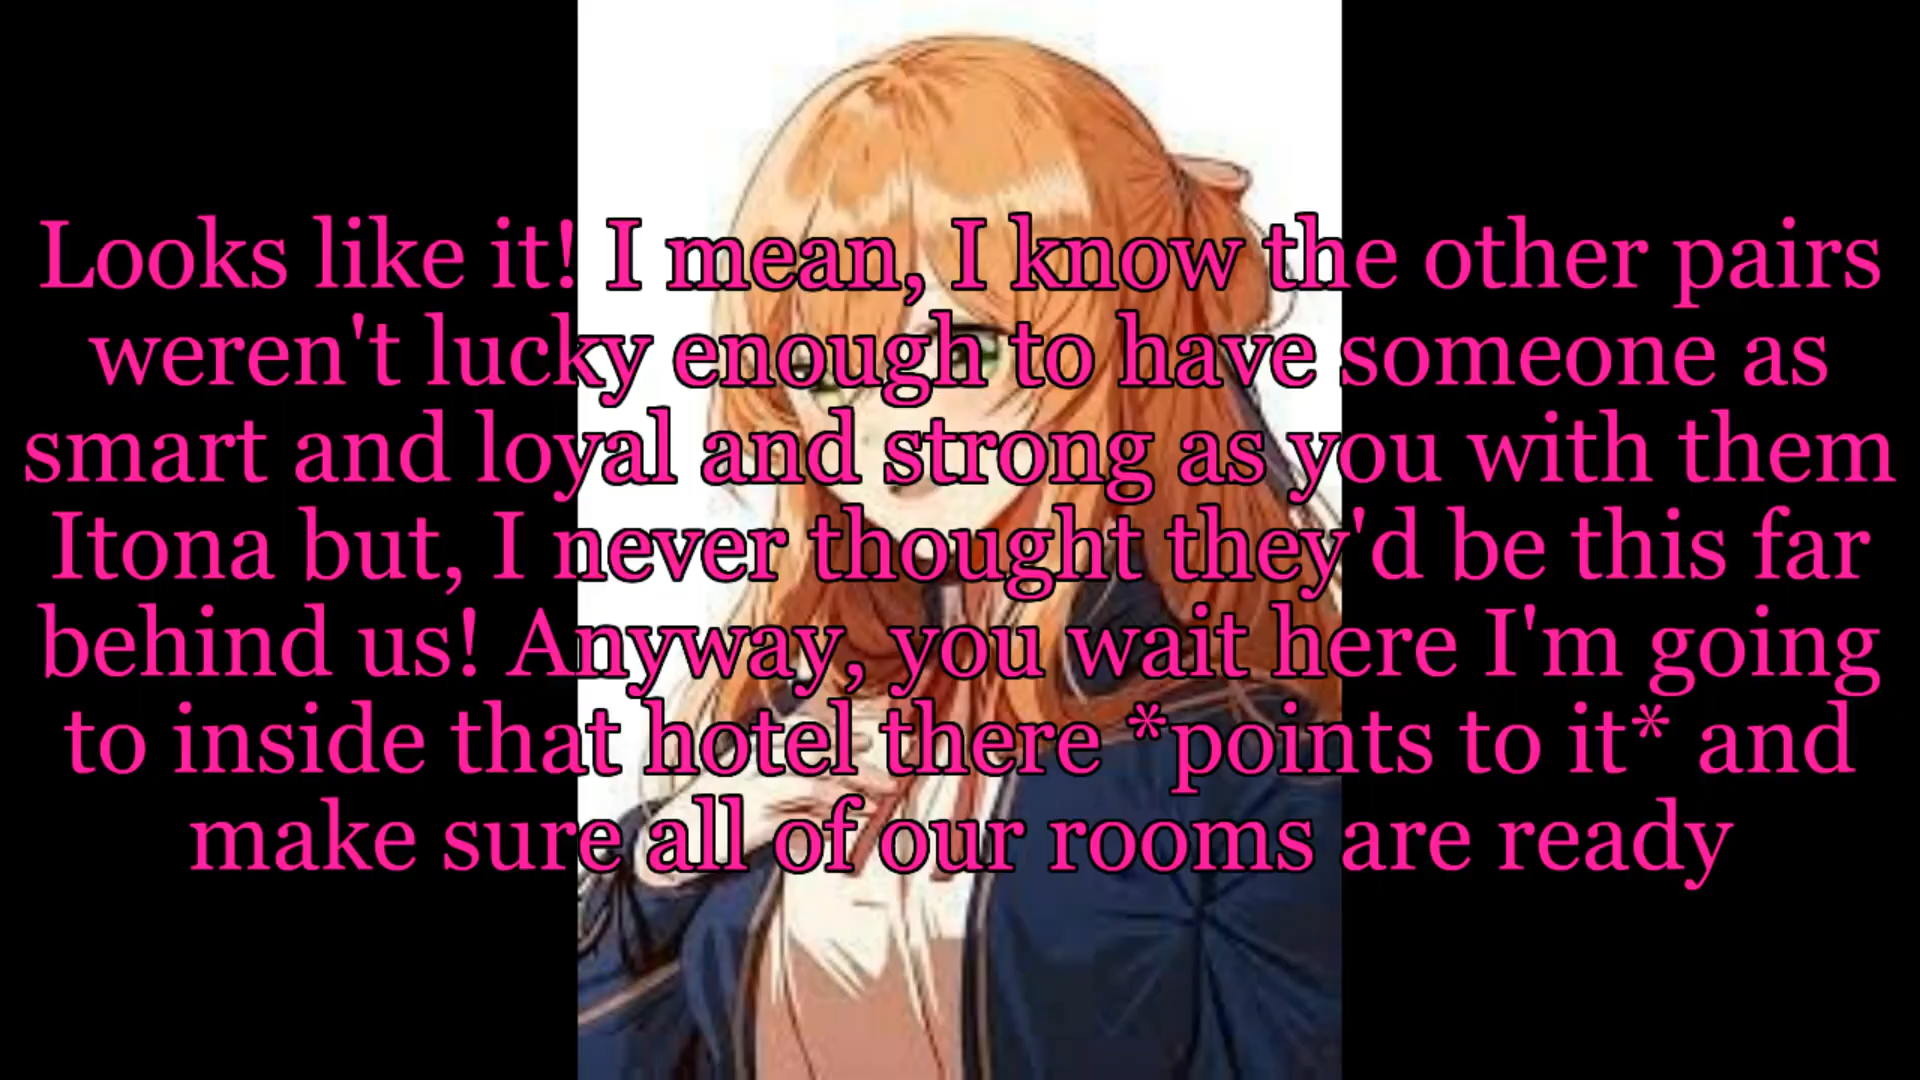 Looks like it! I mean, I know the other pairs
weren't lucky enough to have someone as
smart and loyal and strong as you with them
Itona but, I never thought they'd be this far
behind us! Anyway, you wait here I'm going
to inside that hotel there *points to it* and
make sure all of our rooms are ready